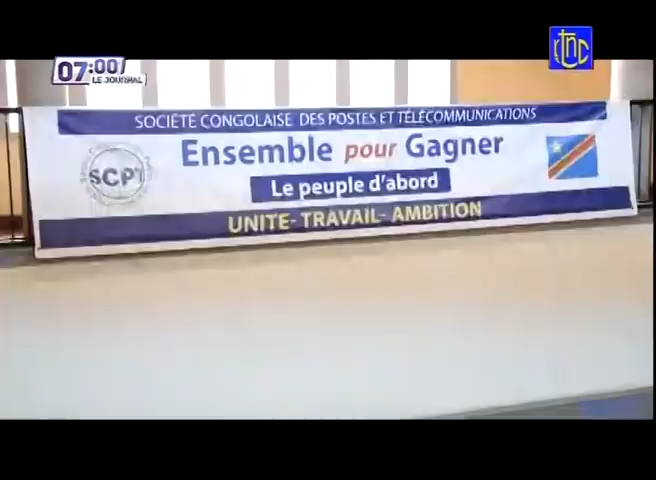 07:00
LE JOURNAL
rtnc
SOCIÉTÉ CONGOLAISE DES POSTES ET TÉLÉCOMMUNICATIONS
SCPT
Ensemble pour Gagner
Le peuple d'abord
UNITE- TRAVAIL- AMBITION